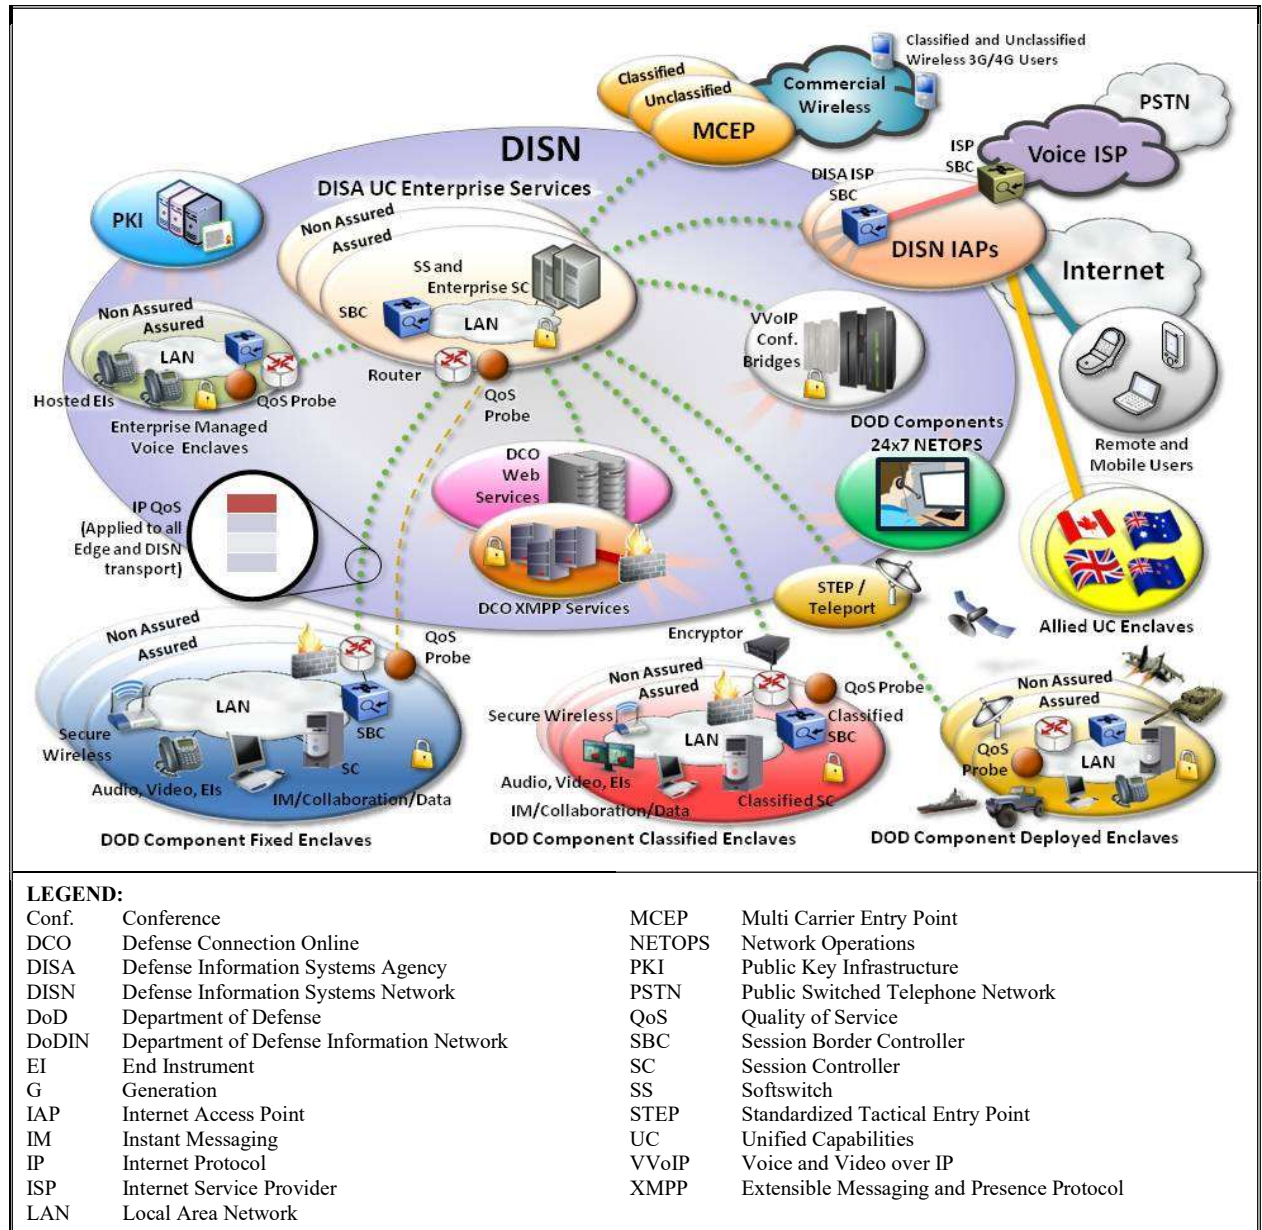 Classified and Unclassified
Wireless 3G/4G Users
Classified
Unclassified
MCEP
Commercial
Wireless
PSTN
Voice ISP
ISP
SBC
DISN
DISA UC Enterprise Services
DISA ISP
SBC
DISN IAPs
Internet
PKI
Non Assured
Assured
SS and
Enterprise SC
SBC
LAN
Router
QoS
Probe
Non Assured
Assured
LAN
Hosted EIs
QoS Probe
Enterprise Managed
Voice Enclaves
VVoIP
Conf.
Bridges
Remote and
Mobile Users
DOD Components
24x7 NETOPS
DCO
Web
Services
DCO XMPP Services
IP QoS
(Applied to all
Edge and DISN
transport)
STEP /
Teleport
Allied UC Enclaves
Non Assured
Assured
QoS
Probe
LAN
Secure
Wireless
SBC
SC
Audio, Video, EIs
IM/Collaboration/Data
DOD Component Fixed Enclaves
Encryptor
Non Assured
Assured
QoS Probe
Secure Wireless
Classified
SBC
LAN
Audio, Video, EIs
Classified SC
IM/Collaboration/Data
DOD Component Classified Enclaves
Non Assured
Assured
QoS
Probe
LAN
DOD Component Deployed Enclaves
LEGEND:
Conf. Conference
DCO Defense Connection Online
DISA Defense Information Systems Agency
DISN Defense Information Systems Network
DoD Department of Defense
DoDIN Department of Defense Information Network
EI End Instrument
G Generation
IAP Internet Access Point
IM Instant Messaging
IP Internet Protocol
ISP Internet Service Provider
LAN Local Area Network
MCEP Multi Carrier Entry Point
NETOPS Network Operations
PKI Public Key Infrastructure
PSTN Public Switched Telephone Network
QoS Quality of Service
SBC Session Border Controller
SC Session Controller
SS Softswitch
STEP Standardized Tactical Entry Point
UC Unified Capabilities
VVoIP Voice and Video over IP
XMPP Extensible Messaging and Presence Protocol